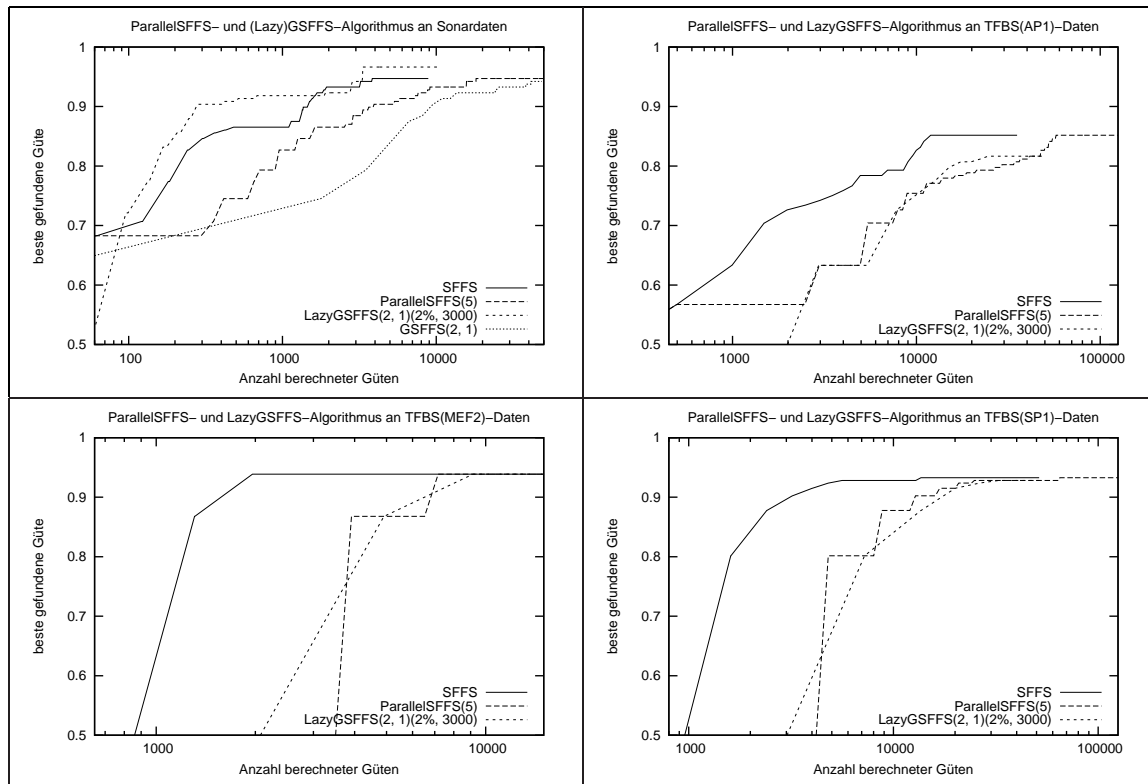 ParallelSFFS− und (Lazy)GSFFS−Algorithmus an Sonardaten
1
0.9
0.8
0.7
0.6
0.5
beste gefundene Güte
SFFS
ParallelSFFS(5)
LazyGSFFS(2, 1)(2%, 3000)
GSFFS(2, 1)
100 1000 10000
Anzahl berechneter Güten
ParallelSFFS− und LazyGSFFS−Algorithmus an TFBS(AP1)−Daten
1
0.9
0.8
0.7
0.6
0.5
beste gefundene Güte
SFFS
ParallelSFFS(5)
LazyGSFFS(2, 1)(2%, 3000)
1000 10000 100000
Anzahl berechneter Güten
ParallelSFFS− und LazyGSFFS−Algorithmus an TFBS(MEF2)−Daten
1
0.9
0.8
0.7
0.6
0.5
beste gefundene Güte
SFFS
ParallelSFFS(5)
LazyGSFFS(2, 1)(2%, 3000)
1000 10000
Anzahl berechneter Güten
ParallelSFFS− und LazyGSFFS−Algorithmus an TFBS(SP1)−Daten
1
0.9
0.8
0.7
0.6
0.5
beste gefundene Güte
SFFS
ParallelSFFS(5)
LazyGSFFS(2, 1)(2%, 3000)
1000 10000 100000
Anzahl berechneter Güten